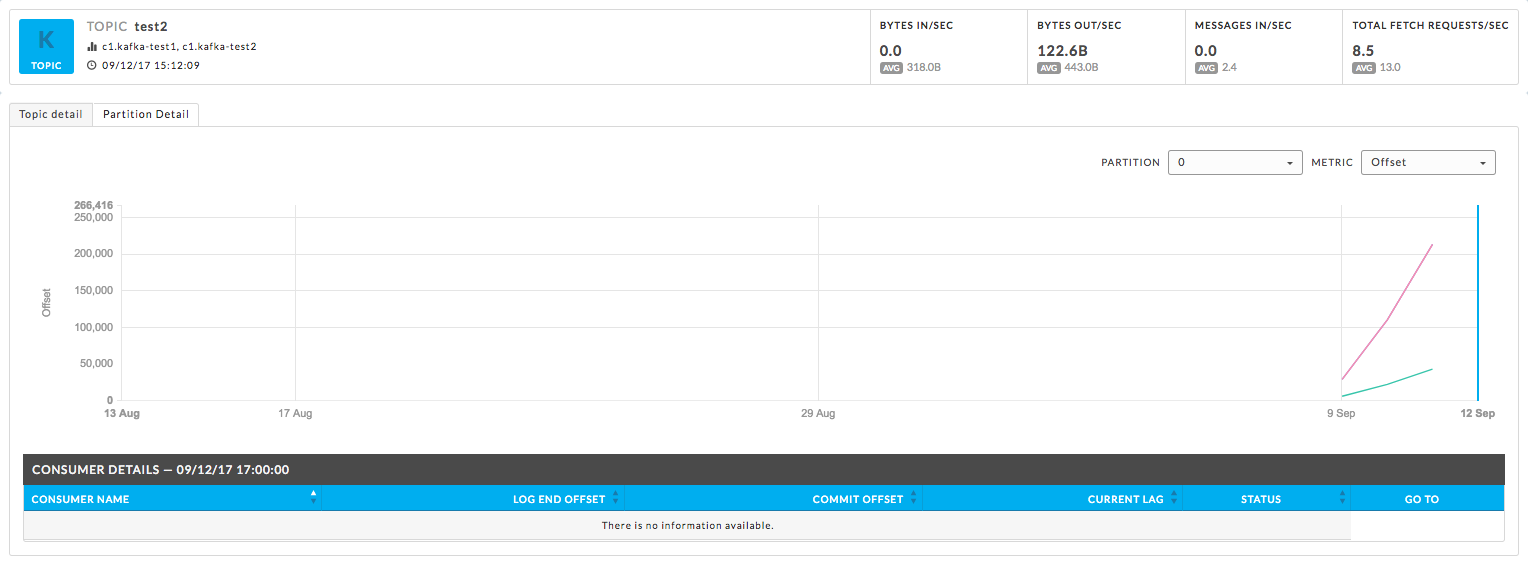 K
TOPIC
TOPIC test2
c1.kafka-test1, c1.kafka-test2
09/12/17 15:12:09
BYTES IN/SEC
0.0
AVG 318.0B
BYTES OUT/SEC
122.6B
AVG 443.0B
MESSAGES IN/SEC
0.0
AVG 2.4
TOTAL FETCH REQUESTS/SEC
8.5
AVG 13.0
Topic detail Partition Detail
PARTITION 0 METRIC Offset
266,416
250,000
200,000
150,000
100,000
50,000
0
Offset
13 Aug 17 Aug 29 Aug 9 Sep 12 Sep
CONSUMER DETAILS — 09/12/17 17:00:00
CONSUMER NAME LOG END OFFSET COMMIT OFFSET CURRENT LAG STATUS GO TO
There is no information available.